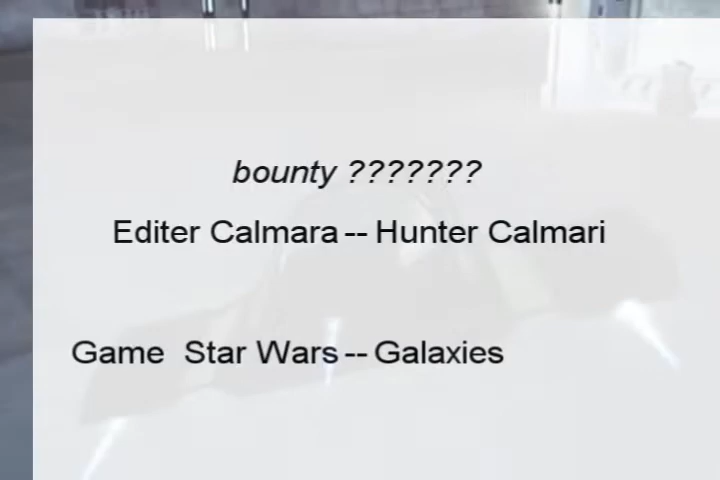 bounty ???????
Editer Calmara -- Hunter Calmari
Game Star Wars -- Galaxies